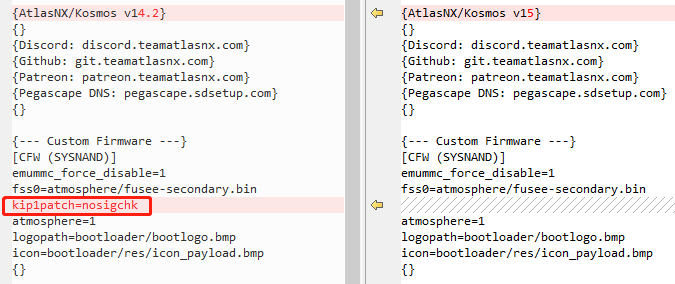 {AtlasNX/Kosmos v14.2}
{}
{Discord: discord.teamatlasnx.com}
{Github: git.teamatlasnx.com}
{Patreon: patreon.teamatlasnx.com}
{Pegascape DNS: pegascape.sdsetup.com}
{}
{--- Custom Firmware ---}
[CFW (SYSNAND)]
emummc_force_disable=1
fss0=atmosphere/fusee-secondary.bin
kip1patch=nosigchk
atmosphere=1
logopath=bootloader/bootlogo.bmp
icon=bootloader/res/icon_payload.bmp
{}
{AtlasNX/Kosmos v15}
{}
{Discord: discord.teamatlasnx.com}
{Github: git.teamatlasnx.com}
{Patreon: patreon.teamatlasnx.com}
{Pegascape DNS: pegascape.sdsetup.com}
{}
{--- Custom Firmware ---}
[CFW (SYSNAND)]
emummc_force_disable=1
fss0=atmosphere/fusee-secondary.bin
atmosphere=1
logopath=bootloader/bootlogo.bmp
icon=bootloader/res/icon_payload.bmp
{}